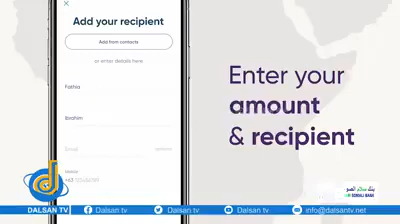 Add your recipient
Add from contacts
or enter details here
Fathia
Ibrahim
Email
Enter your
amount
& recipient
SOMALI BANK
DALSAN TV
Dalsan tv
Dalsan tv
Dalsan tv
info@dalsantv.net